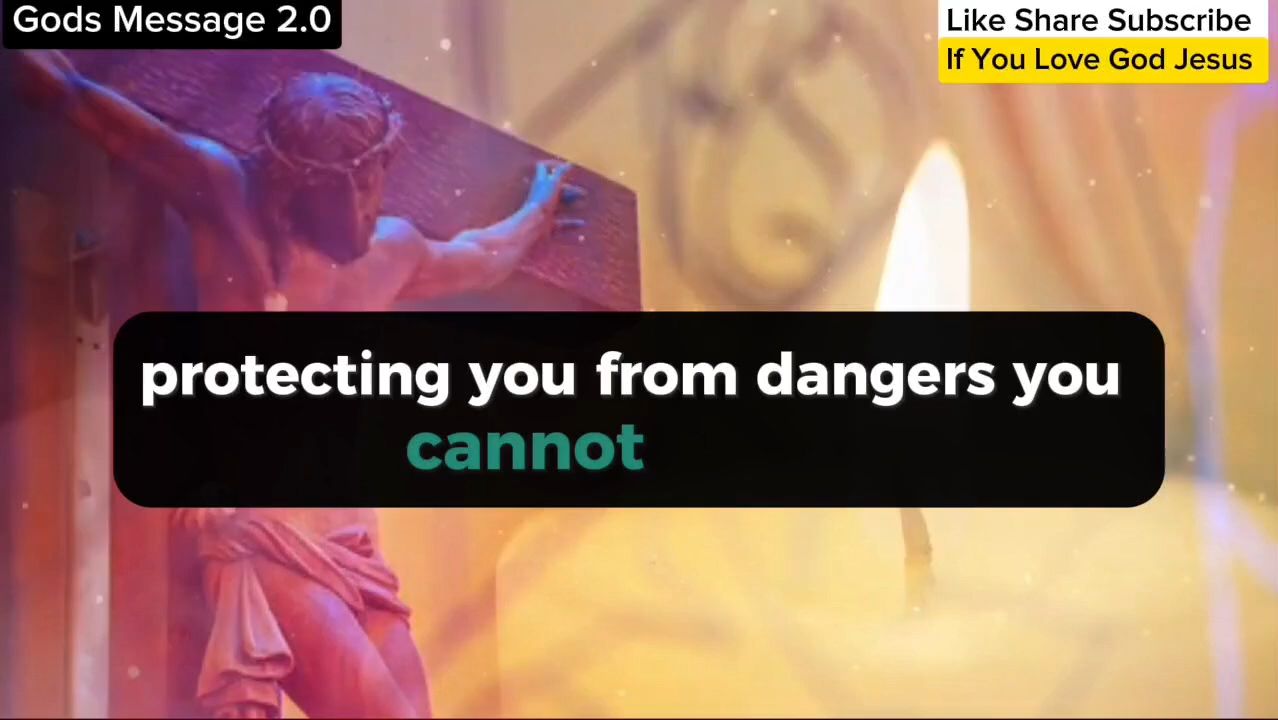 Gods Message 2.0
Like Share Subscribe
If You Love God Jesus
protecting you from dangers you
cannot